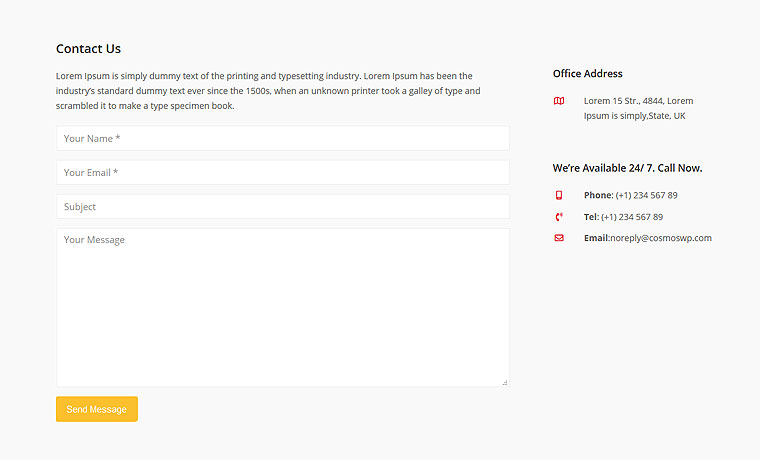 Contact Us
Lorem Ipsum is simply dummy text of the printing and typesetting industry. Lorem Ipsum has been the
industry's standard dummy text ever since the 1500s, when an unknown printer took a galley of type and
scrambled it to make a type specimen book.
Your Name *
Your Email *
Subject
Your Message
Send Message
Office Address
Lorem 15 Str., 4844, Lorem
Ipsum is simply,State, UK
We're Available 24/ 7. Call Now.
Phone: (+1) 234 567 89
Tel: (+1) 234 567 89
Email:noreply@cosmoswp.com